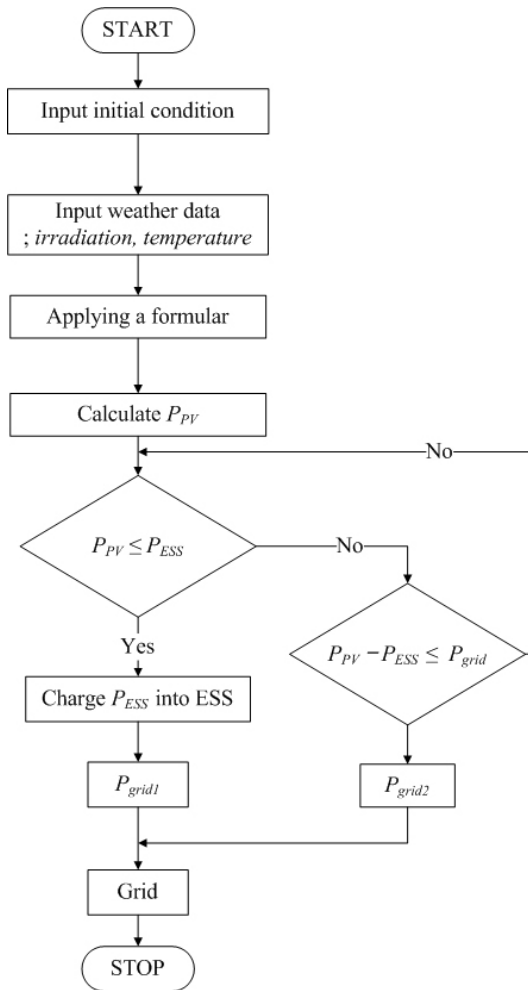 START
Input initial condition
Input weather data
; irradiation, temperature
Applying a formular
Calculate P_PV
No
P_PV ≤ P_ESS
No
Yes
P_PV − P_ESS ≤ P_grid
Charge P_ESS into ESS
P_grid1
P_grid2
Grid
STOP